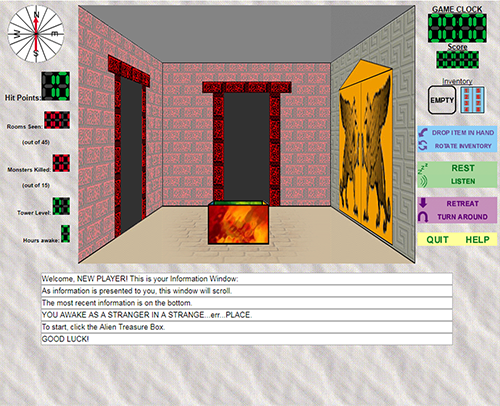 N
W
E
S
GAME CLOCK
Score
Hit Points:
Inventory
EMPTY
Rooms Seen:
(out of 45)
DROP ITEM IN HAND
ROTATE INVENTORY
Monsters Killed:
(out of 15)
REST
LISTEN
Tower Level:
RETREAT
TURN AROUND
Hours awake:
QUIT HELP
Welcome, NEW PLAYER! This is your Information Window:
As information is presented to you, this window will scroll.
The most recent information is on the bottom.
YOU AWAKE AS A STRANGER IN A STRANGE...err...PLACE.
To start, click the Alien Treasure Box.
GOOD LUCK!